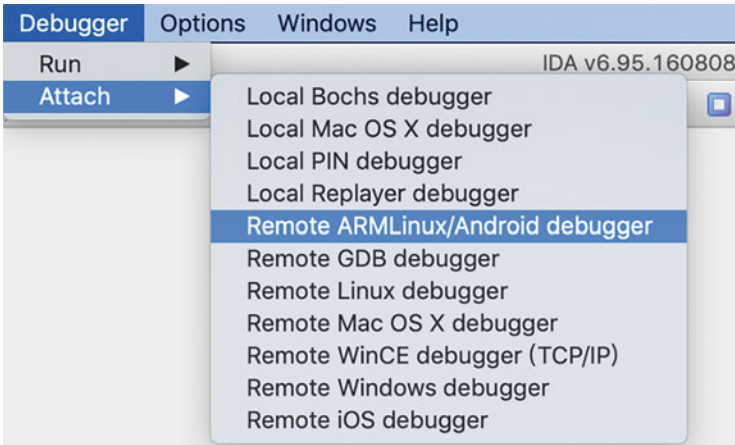 Debugger Options Windows Help
Run ▶ IDA v6.95.160808
Attach ▶
Local Bochs debugger
Local Mac OS X debugger
Local PIN debugger
Local Replayer debugger
Remote ARMLinux/Android debugger
Remote GDB debugger
Remote Linux debugger
Remote Mac OS X debugger
Remote WinCE debugger (TCP/IP)
Remote Windows debugger
Remote iOS debugger